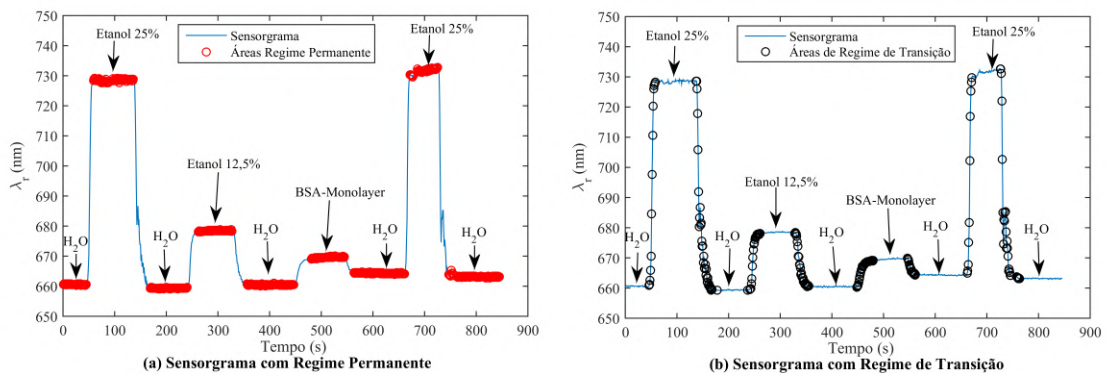 Etanol 25%
Sensorgrama
Áreas Regime Permanente
Etanol 25%
Etanol 12,5%
BSA-Monolayer
H2O
H2O
H2O
H2O
H2O
λr (nm)
750
740
730
720
710
700
690
680
670
660
650
0 100 200 300 400 500 600 700 800 900
Tempo (s)
(a) Sensorgrama com Regime Permanente
Etanol 25%
Sensorgrama
Áreas de Regime de Transição
Etanol 25%
Etanol 12,5%
BSA-Monolayer
H2O
H2O
H2O
H2O
H2O
λr (nm)
750
740
730
720
710
700
690
680
670
660
650
0 100 200 300 400 500 600 700 800 900
Tempo (s)
(b) Sensorgrama com Regime de Transição